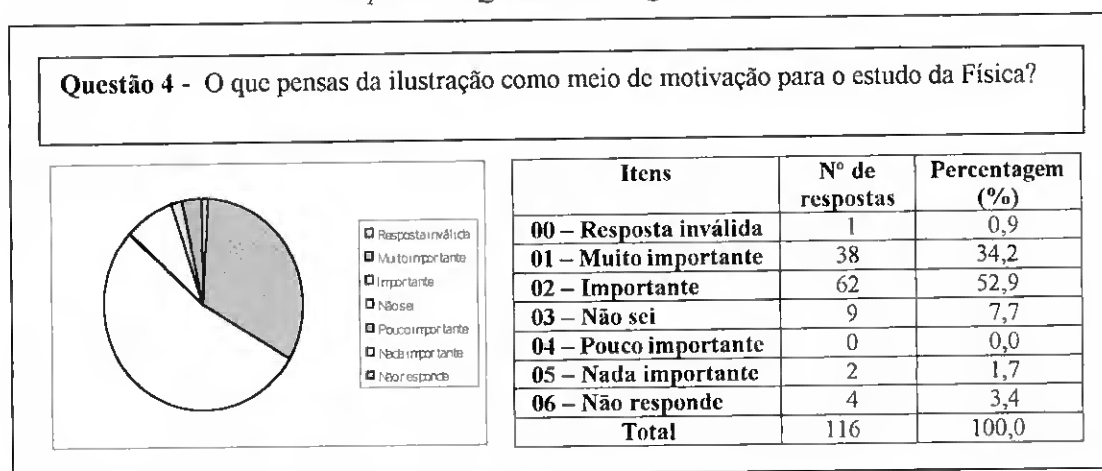 Questão 4 - O que pensas da ilustração como meio de motivação para o estudo da Física?
Resposta inválida
Muito importante
Importante
Não sei
Pouco importante
Nada importante
Não responde
Itens Nº de respostas Percentagem (%)
00 – Resposta inválida 1 0,9
01 – Muito importante 38 34,2
02 – Importante 62 52,9
03 – Não sei 9 7,7
04 – Pouco importante 0 0,0
05 – Nada importante 2 1,7
06 – Não responde 4 3,4
Total 116 100,0